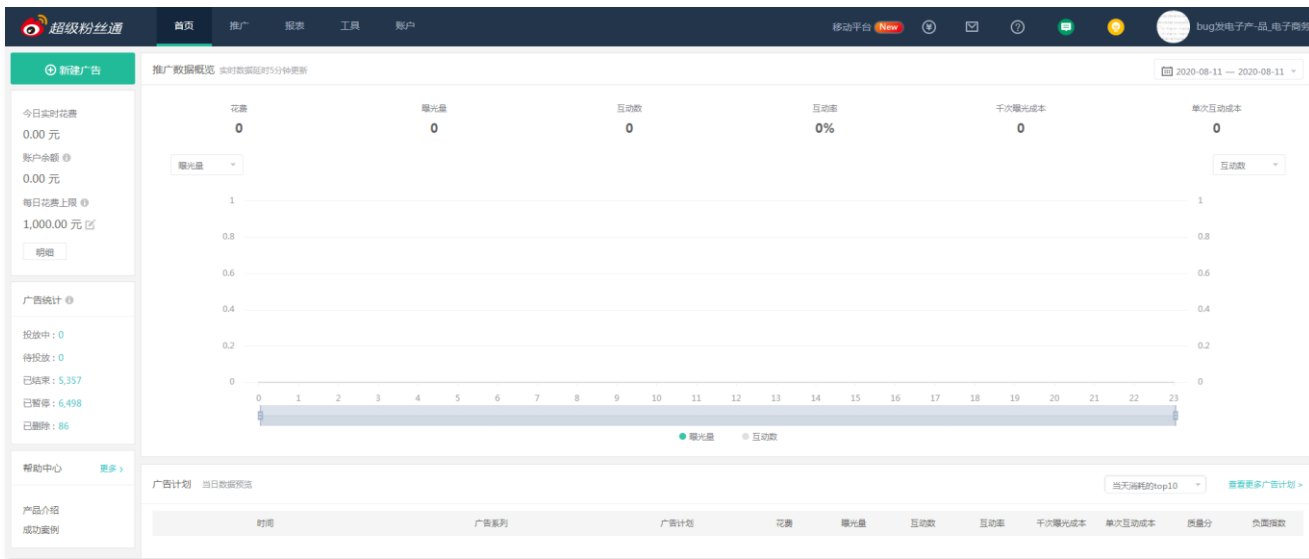 超级粉丝通 首页 推广 报表 工具 账户 移动平台 New bug发电子产-品_电子商务
新建广告
今日实时花费
0.00 元
账户余额
0.00 元
每日花费上限
1,000.00 元
明细
广告统计
投放中：0
待投放：0
已结束：5,357
已暂停：6,498
已删除：86
帮助中心 更多 >
产品介绍
成功案例
推广数据概览 实时数据延时5分钟更新 2020-08-11 — 2020-08-11
花费 曝光量 互动数 互动率 千次曝光成本 单次互动成本
0 0 0 0% 0 0
曝光量 互动数
1 1
0.8 0.8
0.6 0.6
0.4 0.4
0.2 0.2
0 0
0 1 2 3 4 5 6 7 8 9 10 11 12 13 14 15 16 17 18 19 20 21 22 23
曝光量 互动数
广告计划 当日数据预览 当天消耗的top10 查看更多广告计划 >
时间 广告系列 广告计划 花费 曝光量 互动数 互动率 千次曝光成本 单次互动成本 质量分 负面指数